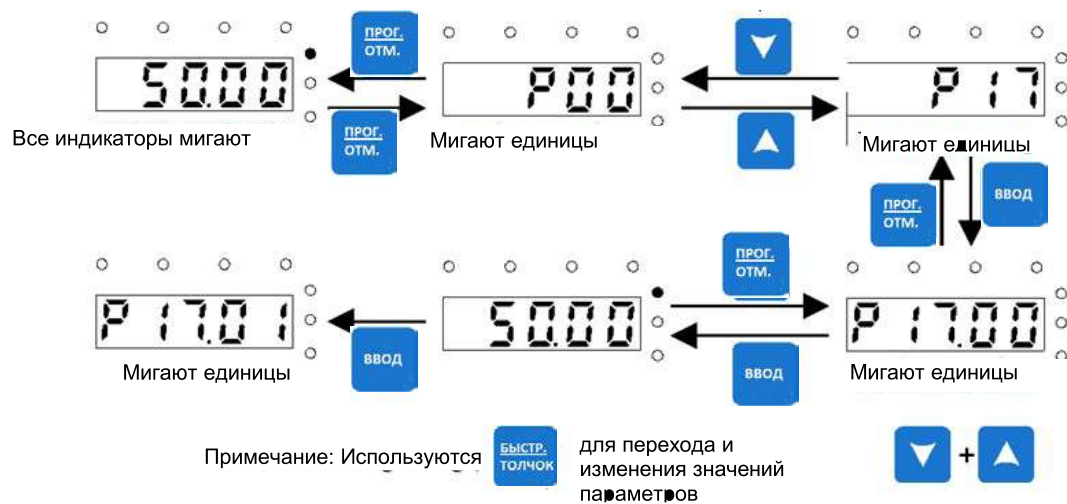 ПРОГ.
ОТМ.
50.00
P00
P17
ПРОГ.
ОТМ.
Все индикаторы мигают
Мигают единицы
Мигают единицы
ПРОГ.
ОТМ.
ВВОД
ПРОГ.
ОТМ.
P17.01
50.00
P17.00
ВВОД
ВВОД
Мигают единицы
Мигают единицы
Примечание: Используются
БЫСТР.
ТОЛЧОК
для перехода и
изменения значений
параметров
+